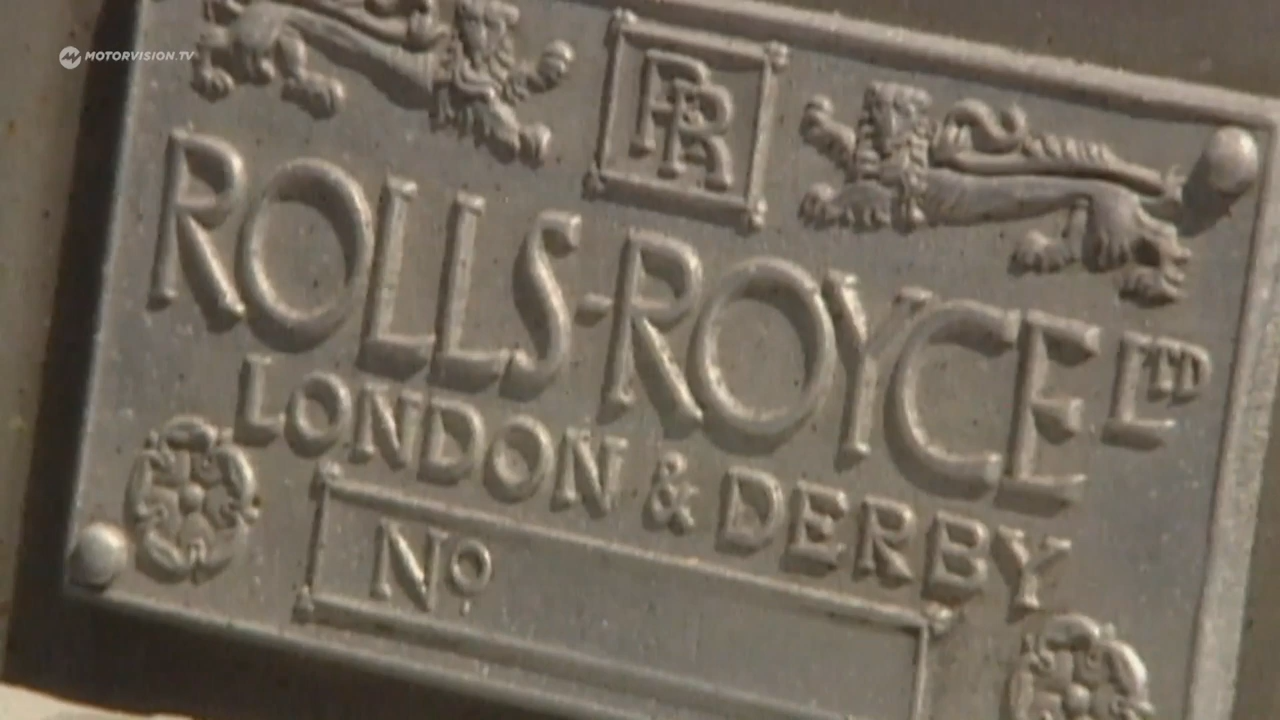 MOTORVISION.TV
RR
ROLLS-ROYCE LTD
LONDON & DERBY
No